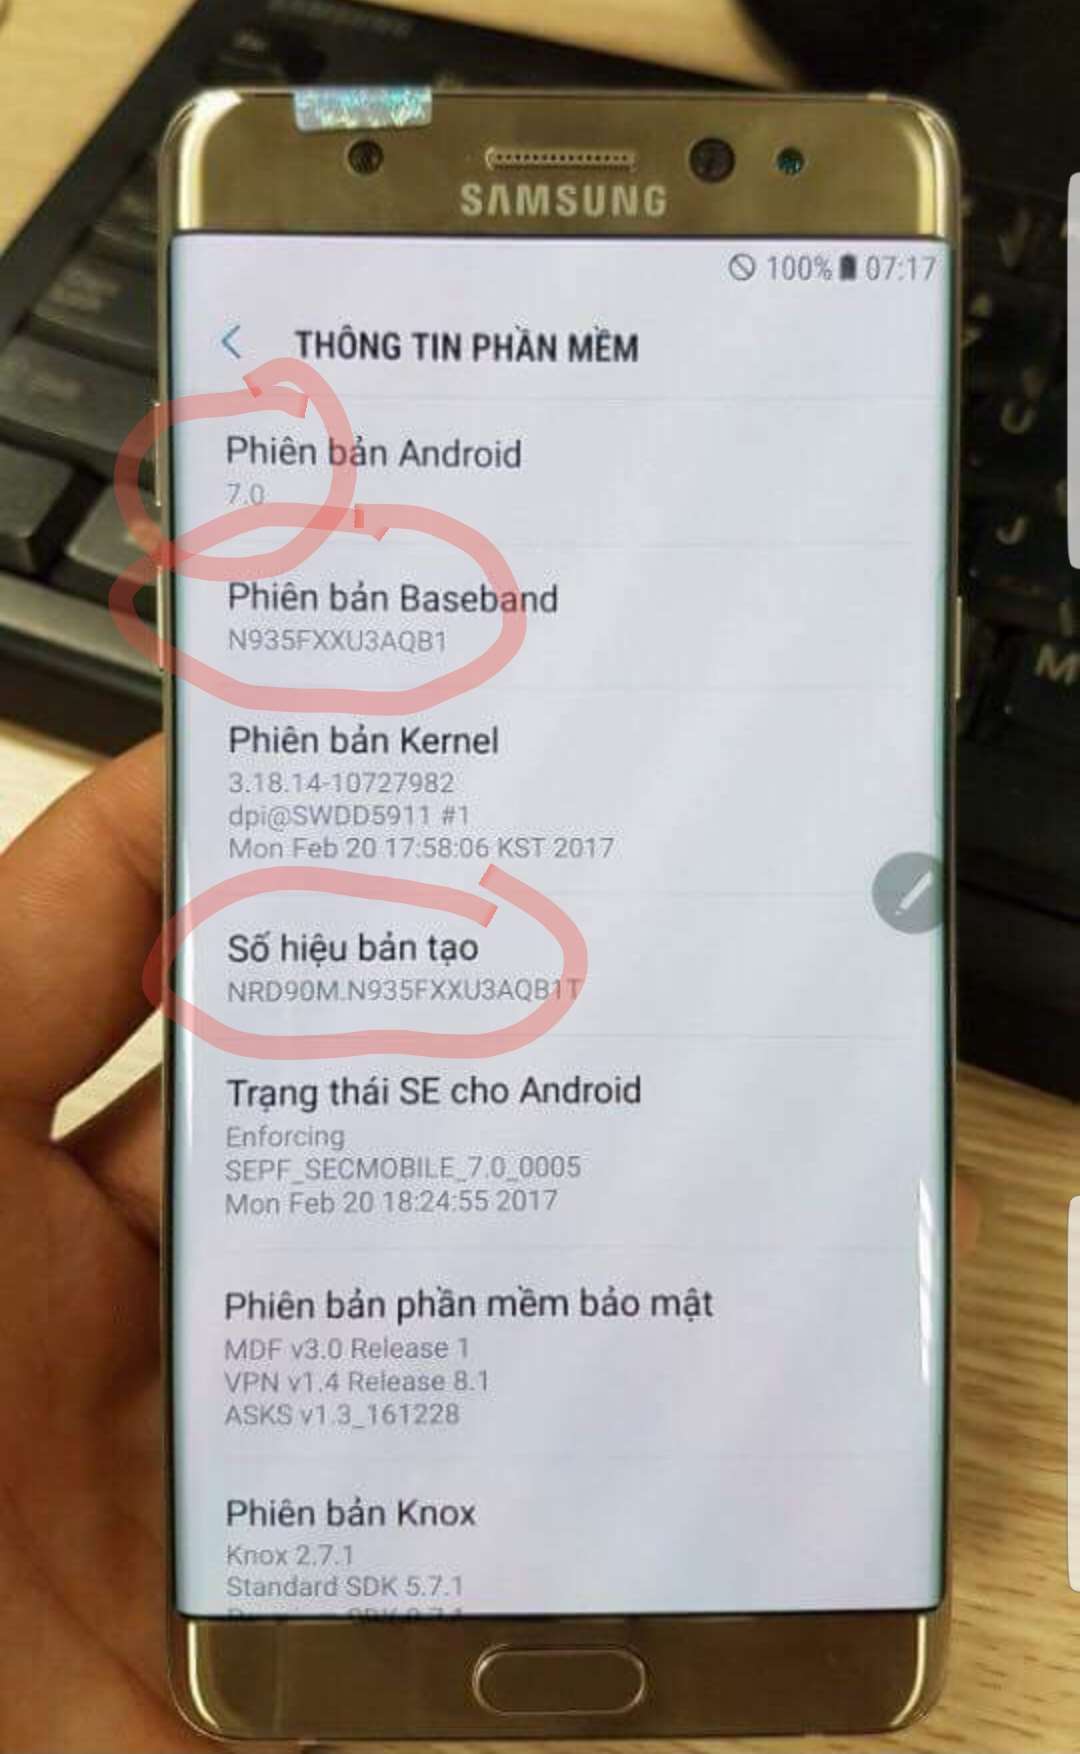 SAMSUNG
100% 07:17
THÔNG TIN PHẦN MỀM
Phiên bản Android
7.0
Phiên bản Baseband
N935FXXU3AQB1
Phiên bản Kernel
3.18.14-10727982
dpi@SWDD5911 #1
Mon Feb 20 17:58:06 KST 2017
Số hiệu bản tạo
NRD90M.N935FXXU3AQB1T
Trạng thái SE cho Android
Enforcing
SEPF_SECMOBILE_7.0_0005
Mon Feb 20 18:24:55 2017
Phiên bản phần mềm bảo mật
MDF v3.0 Release 1
VPN v1.4 Release 8.1
ASKS v1.3_161228
Phiên bản Knox
Knox 2.7.1
Standard SDK 5.7.1